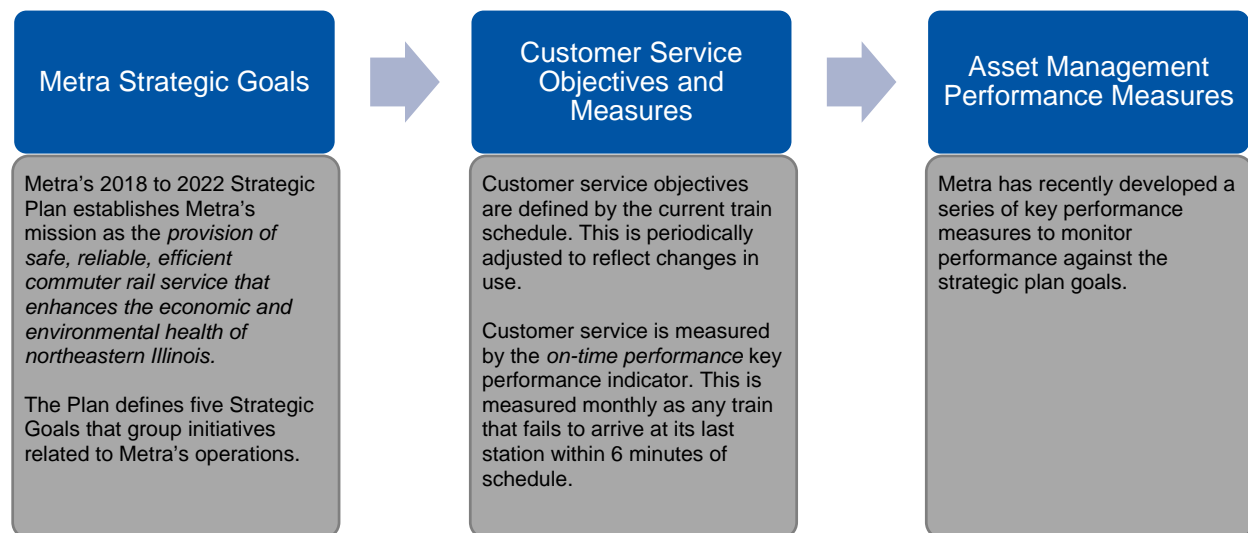 Metra Strategic Goals
Metra's 2018 to 2022 Strategic
Plan establishes Metra's
mission as the provision of
safe, reliable, efficient
commuter rail service that
enhances the economic and
environmental health of
northeastern Illinois.
The Plan defines five Strategic
Goals that group initiatives
related to Metra's operations.
Customer Service
Objectives and
Measures
Customer service objectives
are defined by the current train
schedule. This is periodically
adjusted to reflect changes in
use.
Customer service is measured
by the on-time performance key
performance indicator. This is
measured monthly as any train
that fails to arrive at its last
station within 6 minutes of
schedule.
Asset Management
Performance Measures
Metra has recently developed a
series of key performance
measures to monitor
performance against the
strategic plan goals.